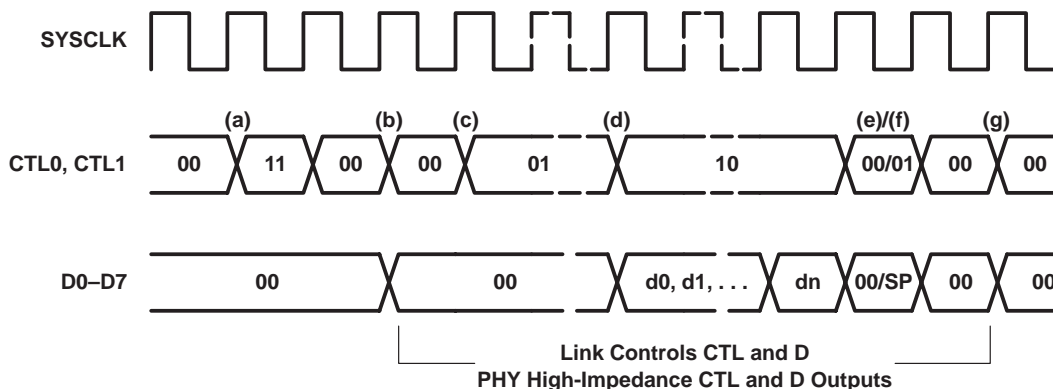 SYSCLK
(a) (b) (c) (d) (e)/(f) (g)
CTL0, CTL1 00 11 00 00 01 10 00/01 00 00
D0–D7 00 00 d0, d1, . . . dn 00/SP 00 00
Link Controls CTL and D
PHY High-Impedance CTL and D Outputs